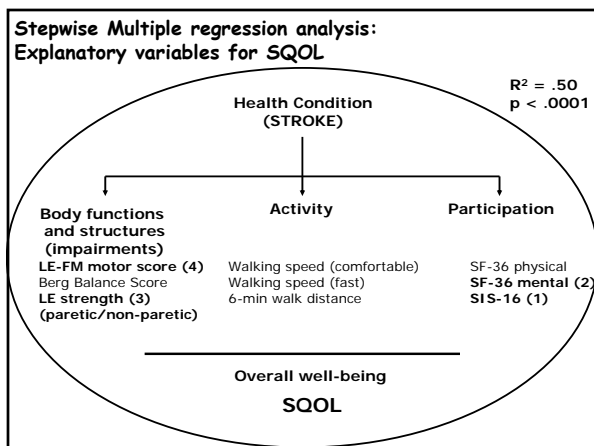 Stepwise Multiple regression analysis:
Explanatory variables for SQOL
R² = .50
p < .0001
Health Condition
(STROKE)
Body functions
and structures
(impairments)
LE-FM motor score (4)
Berg Balance Score
LE strength (3)
(paretic/non-paretic)
Activity
Walking speed (comfortable)
Walking speed (fast)
6-min walk distance
Participation
SF-36 physical
SF-36 mental (2)
SIS-16 (1)
Overall well-being
SQOL